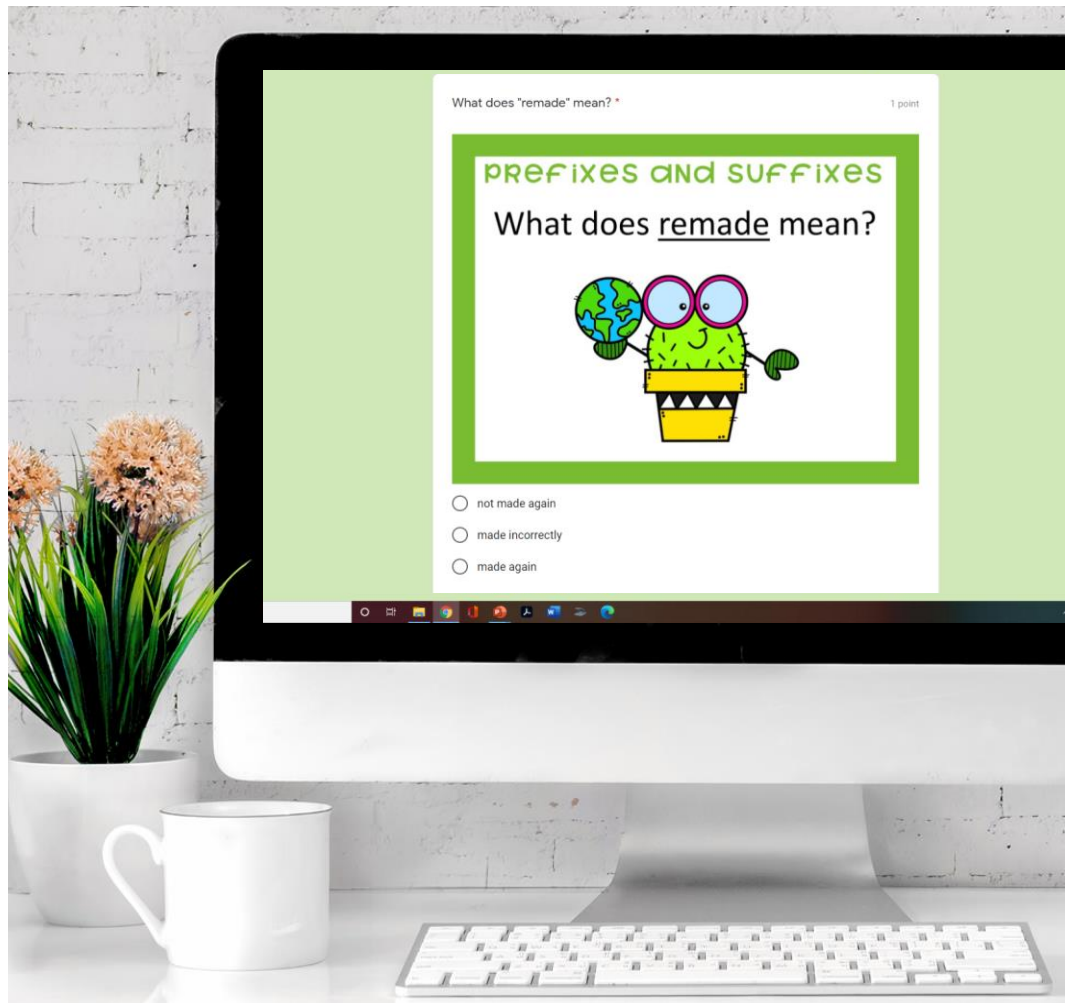 What does "remade" mean? *
1 point
PREFIXES AND SUFFIXES
What does remade mean?
not made again
made incorrectly
made again